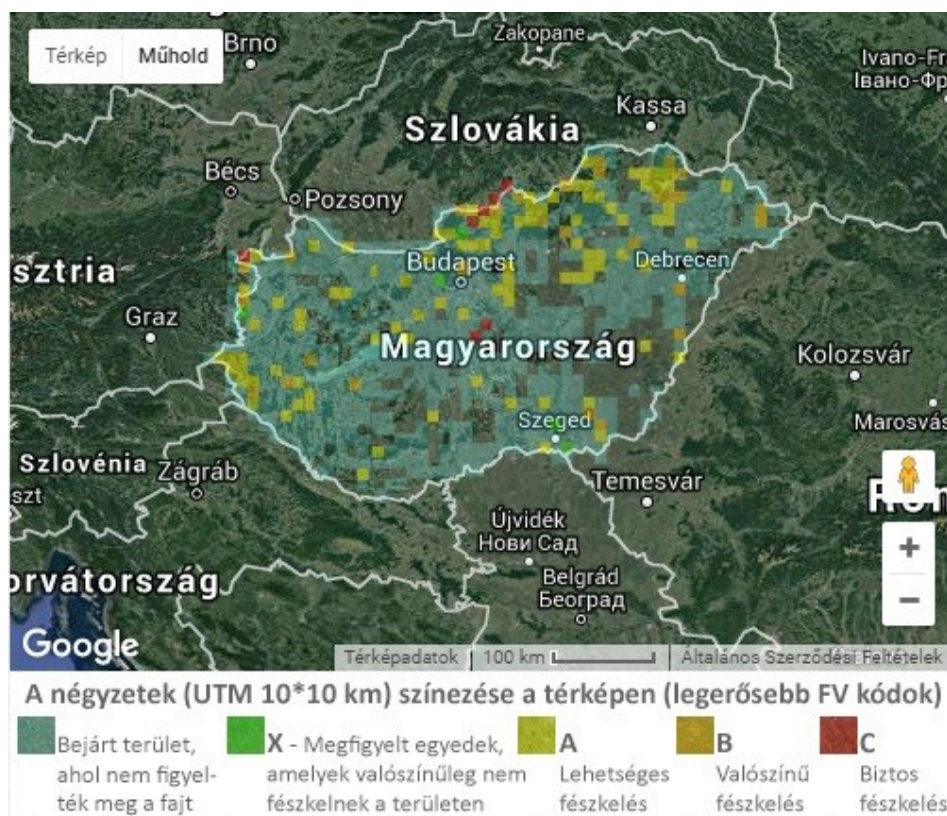 Térkép
Műhold
Brno
Zakopane
Ivano-Fr
Івано-Фр
Kassa
Szlovákia
Bécs
Pozsony
sztria
Budapest
Debrecen
Graz
Magyarország
Kolozsvár
Szeged
Marosvás
Szlovénia
szt
Zágráb
Temesvár
Újvidék
Нови Сад
Belgrád
Београд
orvátország
Google
Térképadatok
100 km
Általános Szerződési Feltételek
A négyzetek (UTM 10*10 km) színezése a térképen (legerősebb FV kódok)
Bejárt terület,
ahol nem figyel-
ték meg a fajt
X - Megfigyelt egyedek,
amelyek valószínűleg nem
fészkelnek a területen
A
Lehetséges
fészkelés
B
Valószínű
fészkelés
C
Biztos
fészkelés